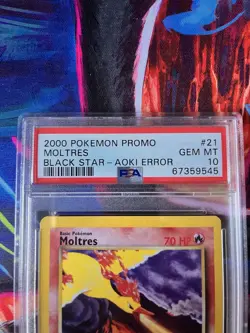 2000 POKEMON PROMO #21
MOLTRES GEM MT
BLACK STAR - AOKI ERROR 10
PSA 67359545
Basic Pokémon
Moltres 70 HP